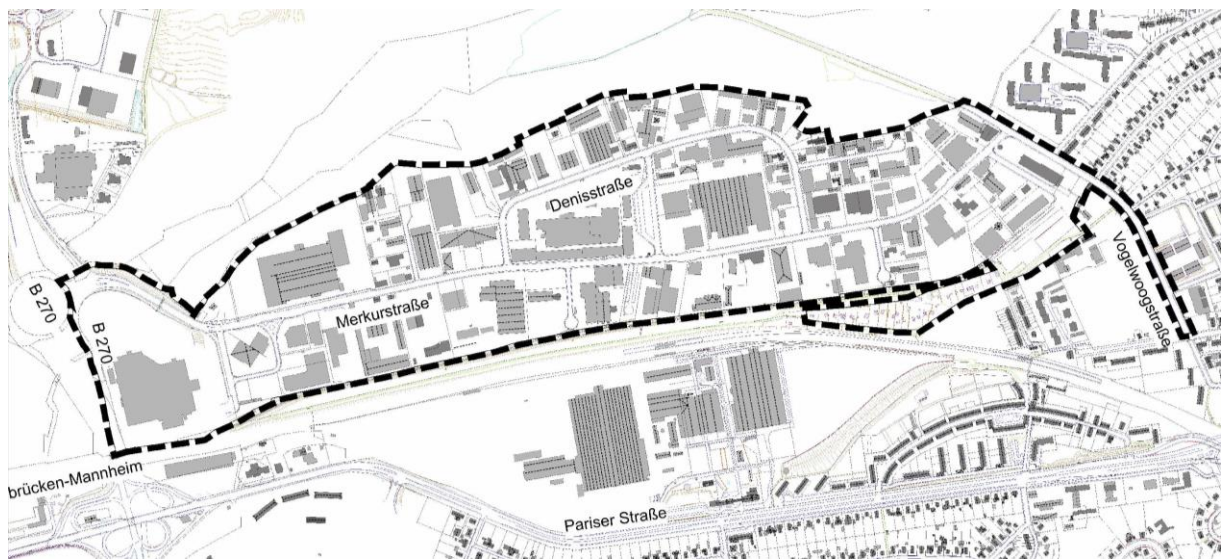 Denisstraße
Vogelwoogstraße
B 270
B 270
Merkurstraße
brücken-Mannheim
Pariser Straße